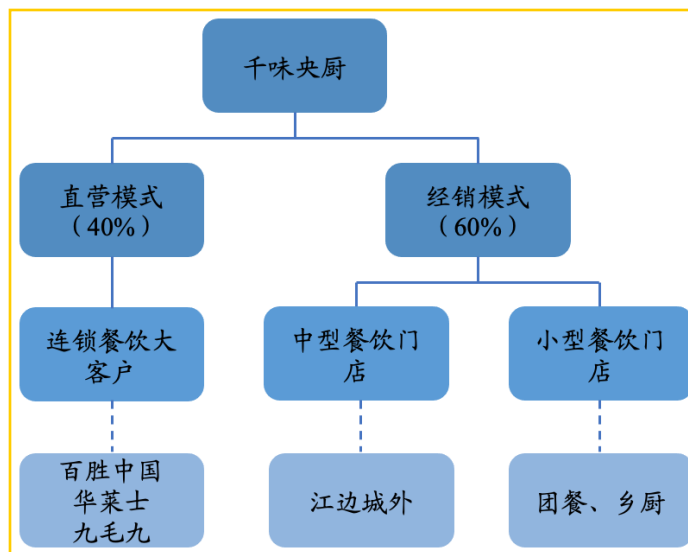 千味央厨
直营模式
（40%）
经销模式
（60%）
连锁餐饮大
客户
中型餐饮门
店
小型餐饮门
店
百胜中国
华莱士
九毛九
江边城外
团餐、乡厨